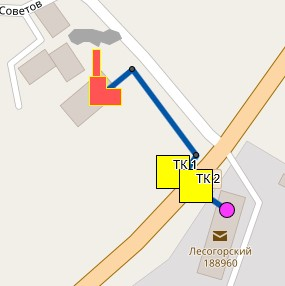 Советов
ТК 1
ТК 2
Лесогорский
188960